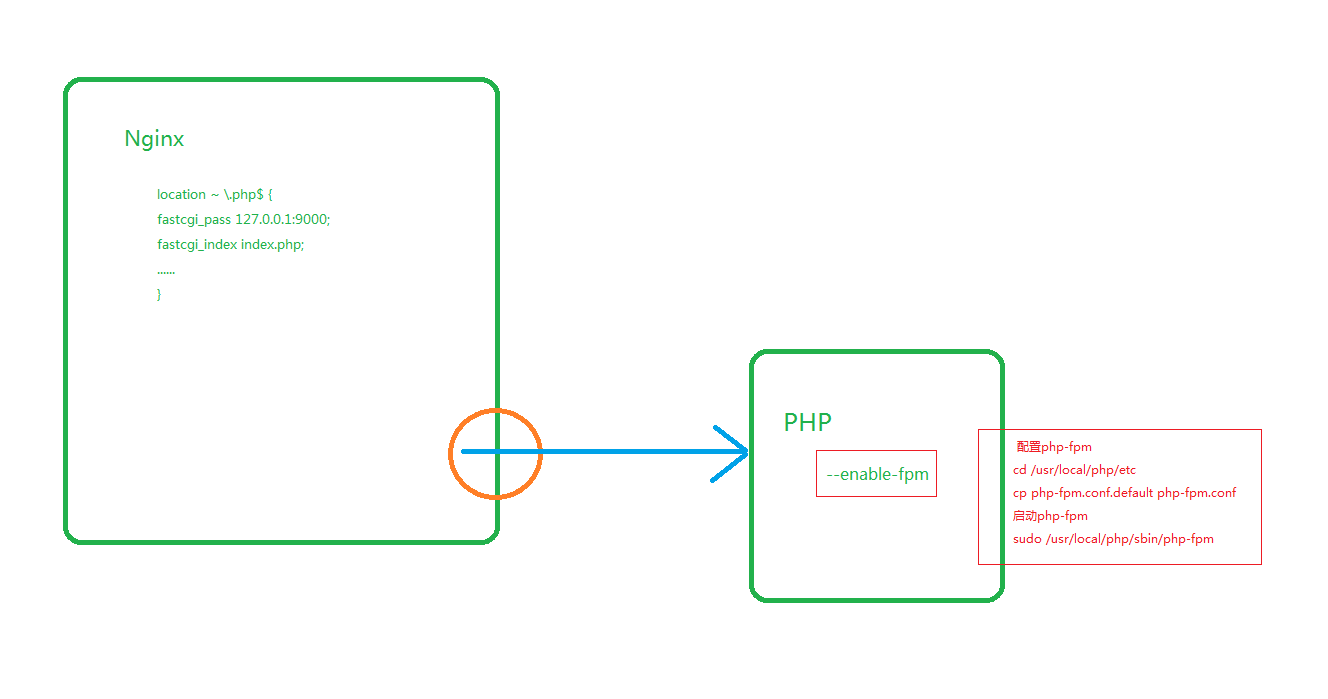 Nginx
location ~ \.php$ {
fastcgi_pass 127.0.0.1:9000;
fastcgi_index index.php;
......
}
PHP
--enable-fpm
配置php-fpm
cd /usr/local/php/etc
cp php-fpm.conf.default php-fpm.conf
启动php-fpm
sudo /usr/local/php/sbin/php-fpm